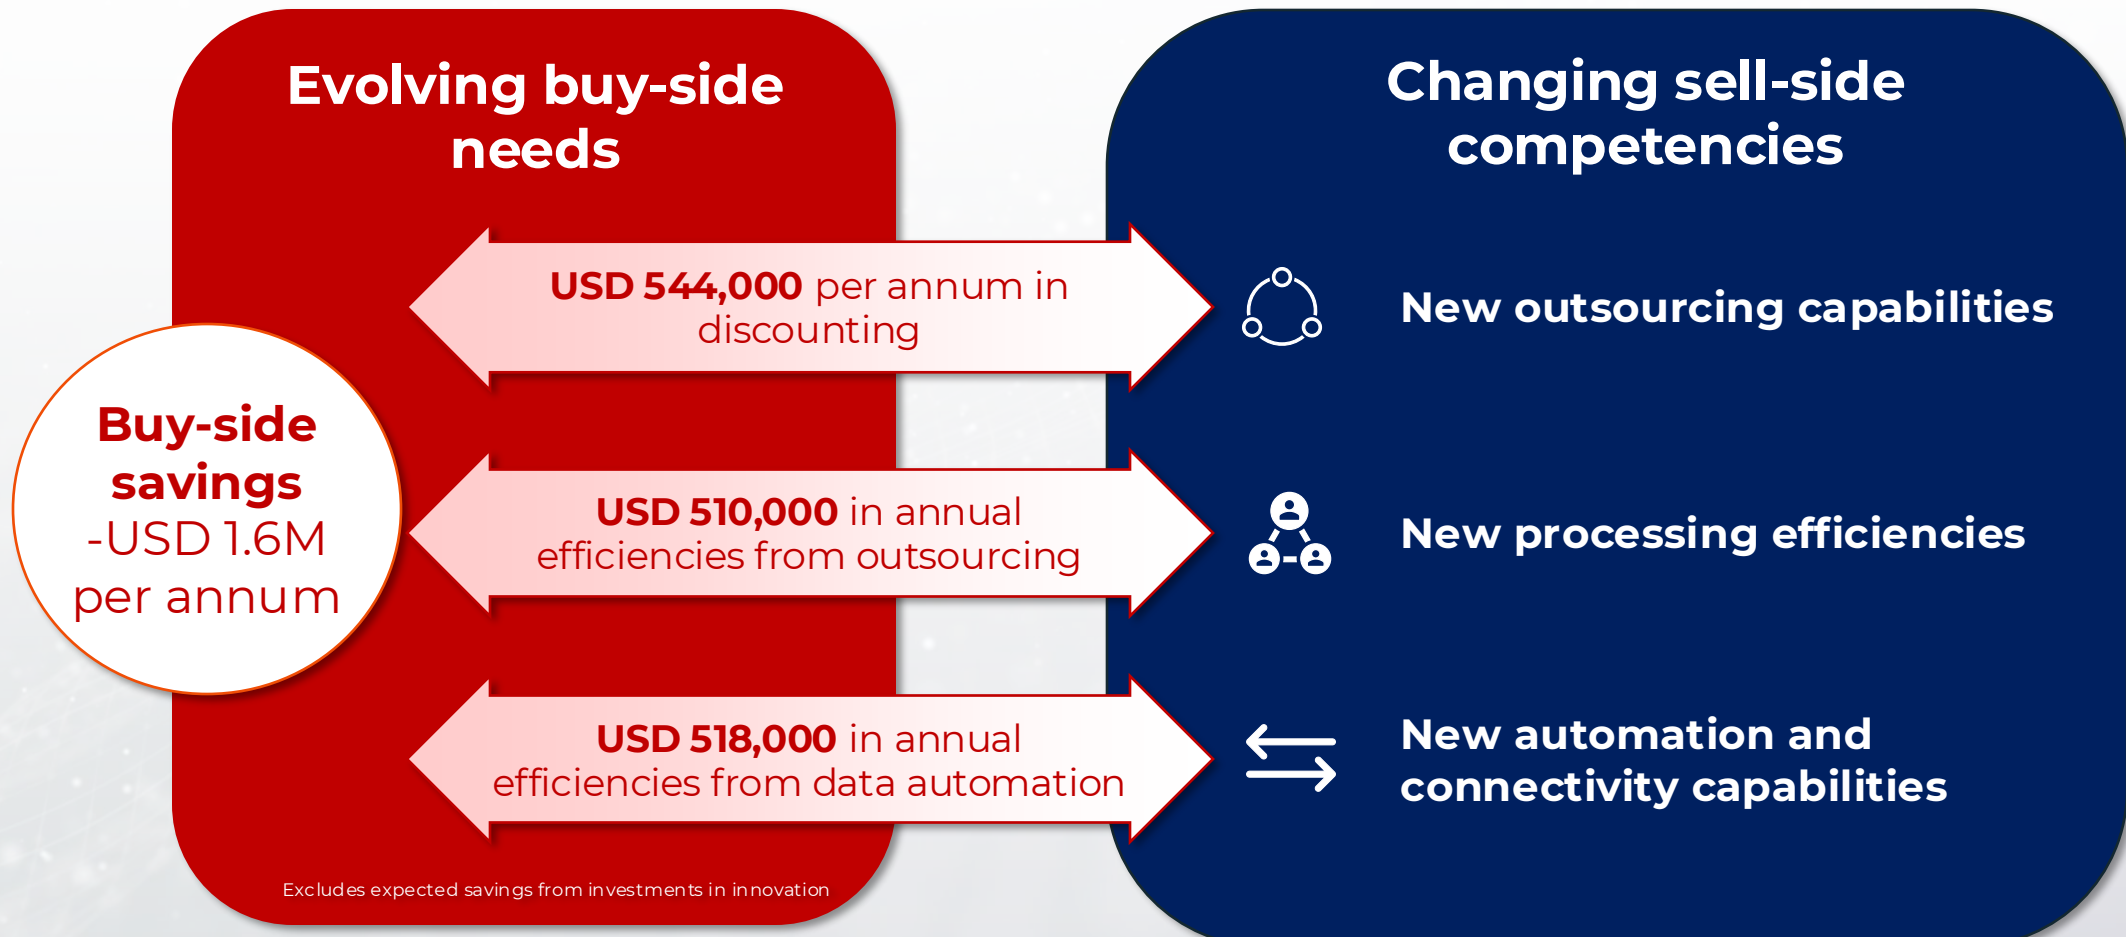 Evolving buy-side
needs
Changing sell-side
competencies
Buy-side
savings
-USD 1.6M
per annum
USD 544,000 per annum in
discounting
New outsourcing capabilities
USD 510,000 in annual
efficiencies from outsourcing
New processing efficiencies
USD 518,000 in annual
efficiencies from data automation
New automation and
connectivity capabilities
Excludes expected savings from investments in innovation